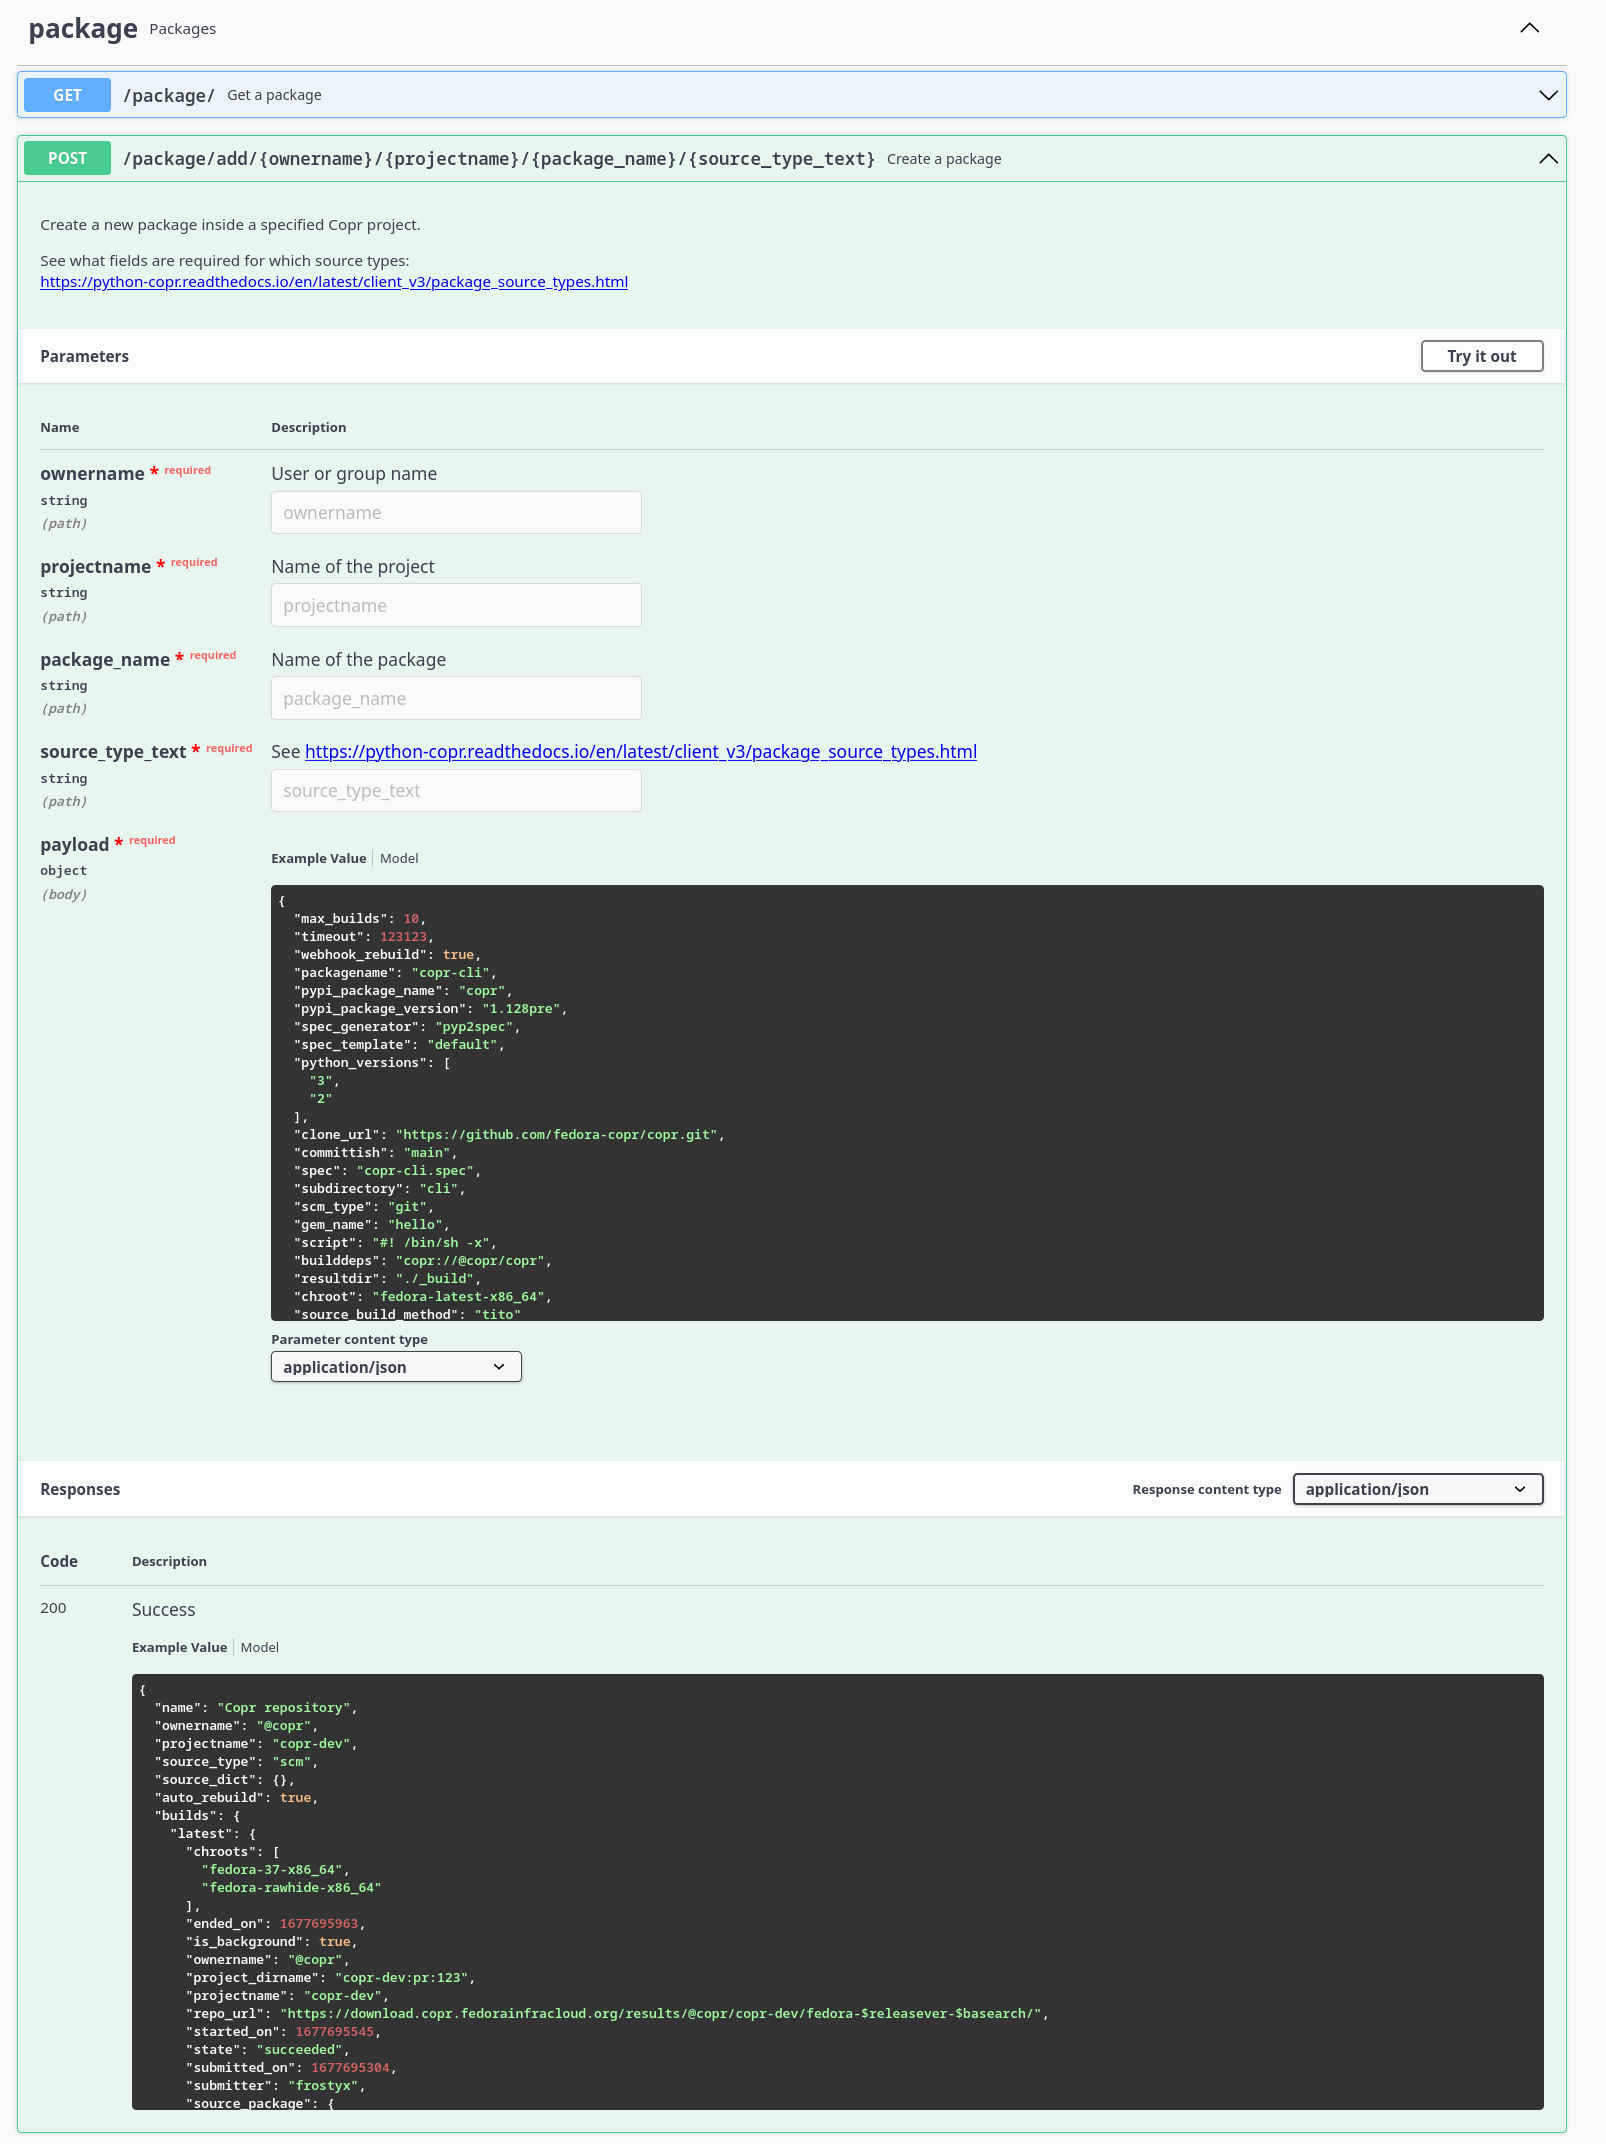 package Packages
GET /package/ Get a package
POST /package/add/{ownername}/{projectname}/{package_name}/{source_type_text} Create a package
Create a new package inside a specified Copr project.
See what fields are required for which source types:
https://python-copr.readthedocs.io/en/latest/client_v3/package_source_types.html
Parameters Try it out
Name Description
ownername * required User or group name
string
ownername
(path)
projectname * required Name of the project
string
projectname
(path)
package_name * required Name of the package
string
package_name
(path)
source_type_text * required See https://python-copr.readthedocs.io/en/latest/client_v3/package_source_types.html
string
source_type_text
(path)
payload * required
object
(body)
Example Value Model
{
  "max_builds": 10,
  "timeout": 123123,
  "webhook_rebuild": true,
  "packagename": "copr-cli",
  "pypi_package_name": "copr",
  "pypi_package_version": "1.128pre",
  "spec_generator": "pyp2spec",
  "spec_template": "default",
  "python_versions": [
    "3",
    "2"
  ],
  "clone_url": "https://github.com/fedora-copr/copr.git",
  "committish": "main",
  "spec": "copr-cli.spec",
  "subdirectory": "cli",
  "scm_type": "git",
  "gem_name": "hello",
  "script": "#! /bin/sh -x",
  "builddeps": "copr://@copr/copr",
  "resultdir": "./_build",
  "chroot": "fedora-latest-x86_64",
  "source_build_method": "tito"
Parameter content type
application/json
Responses Response content type application/json
Code Description
200 Success
Example Value Model
{
  "name": "Copr repository",
  "ownername": "@copr",
  "projectname": "copr-dev",
  "source_type": "scm",
  "source_dict": {},
  "auto_rebuild": true,
  "builds": {
    "latest": {
      "chroots": [
        "fedora-37-x86_64",
        "fedora-rawhide-x86_64"
      ],
      "ended_on": 1677695963,
      "is_background": true,
      "ownername": "@copr",
      "project_dirname": "copr-dev:pr:123",
      "projectname": "copr-dev",
      "repo_url": "https://download.copr.fedorainfracloud.org/results/@copr/copr-dev/fedora-$releasever-$basearch/",
      "started_on": 1677695545,
      "state": "succeeded",
      "submitted_on": 1677695304,
      "submitter": "frostyx",
      "source_package": {